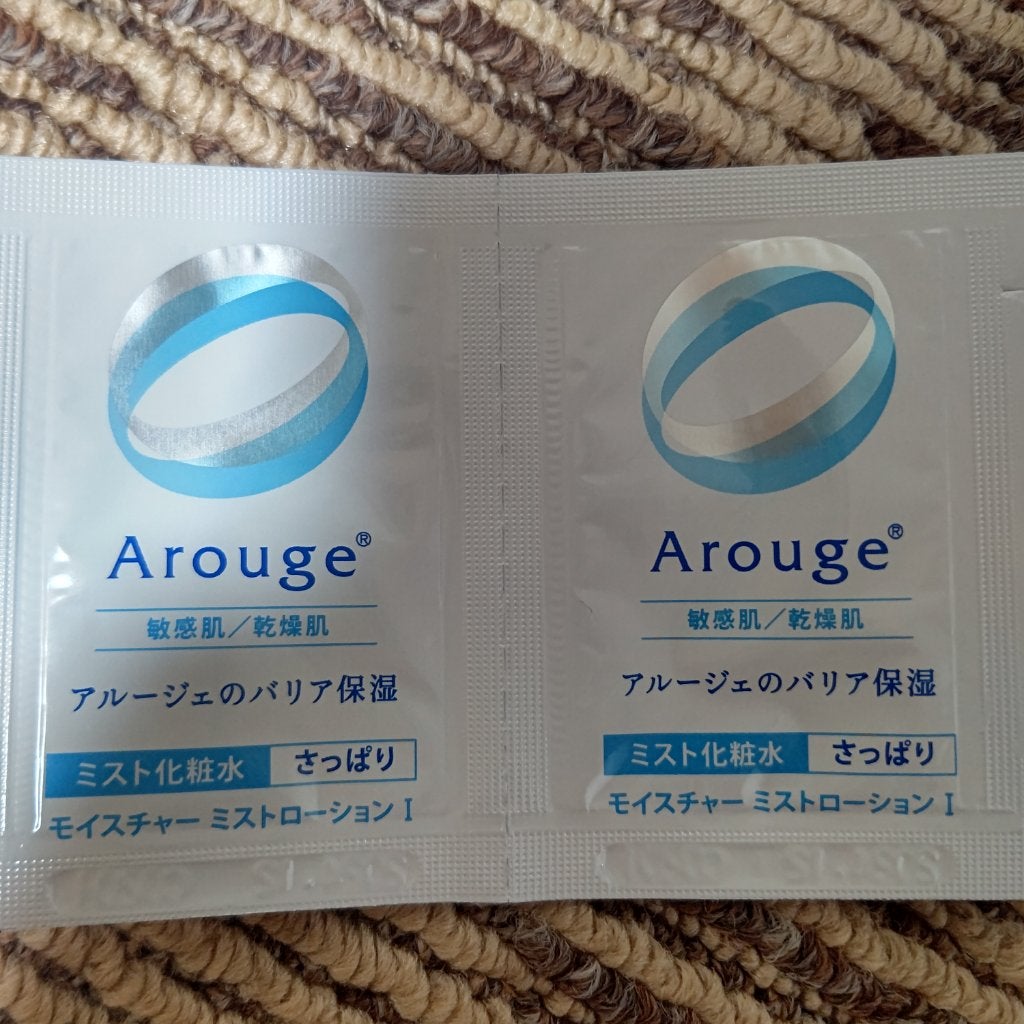 Arouge®
敏感肌／乾燥肌
アルージェのバリア保湿
ミスト化粧水 さっぱり
モイスチャー ミストローション I
Arouge®
敏感肌／乾燥肌
アルージェのバリア保湿
ミスト化粧水 さっぱり
モイスチャー ミストローション I